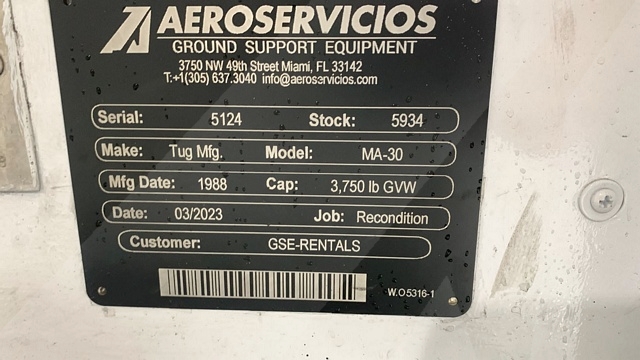 AEROSERVICIOS
GROUND SUPPORT EQUIPMENT
3750 NW 49th Street Miami, FL 33142
T:+1(305) 637.3040 info@aeroservicios.com
Serial: 5124 Stock: 5934
Make: Tug Mfg. Model: MA-30
Mfg Date: 1988 Cap: 3,750 lb GVW
Date: 03/2023 Job: Recondition
Customer: GSE-RENTALS
W.O5316-1